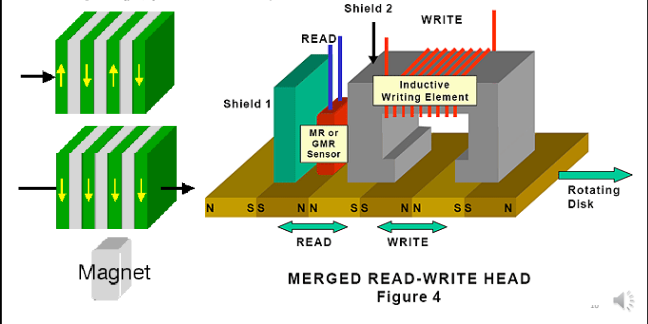 Shield 2
WRITE
READ
Inductive
Writing Element
Shield 1
MR or
GMR
Sensor
Rotating
Disk
N S S N N S S N N S S N
READ WRITE
Magnet
MERGED READ-WRITE HEAD
Figure 4